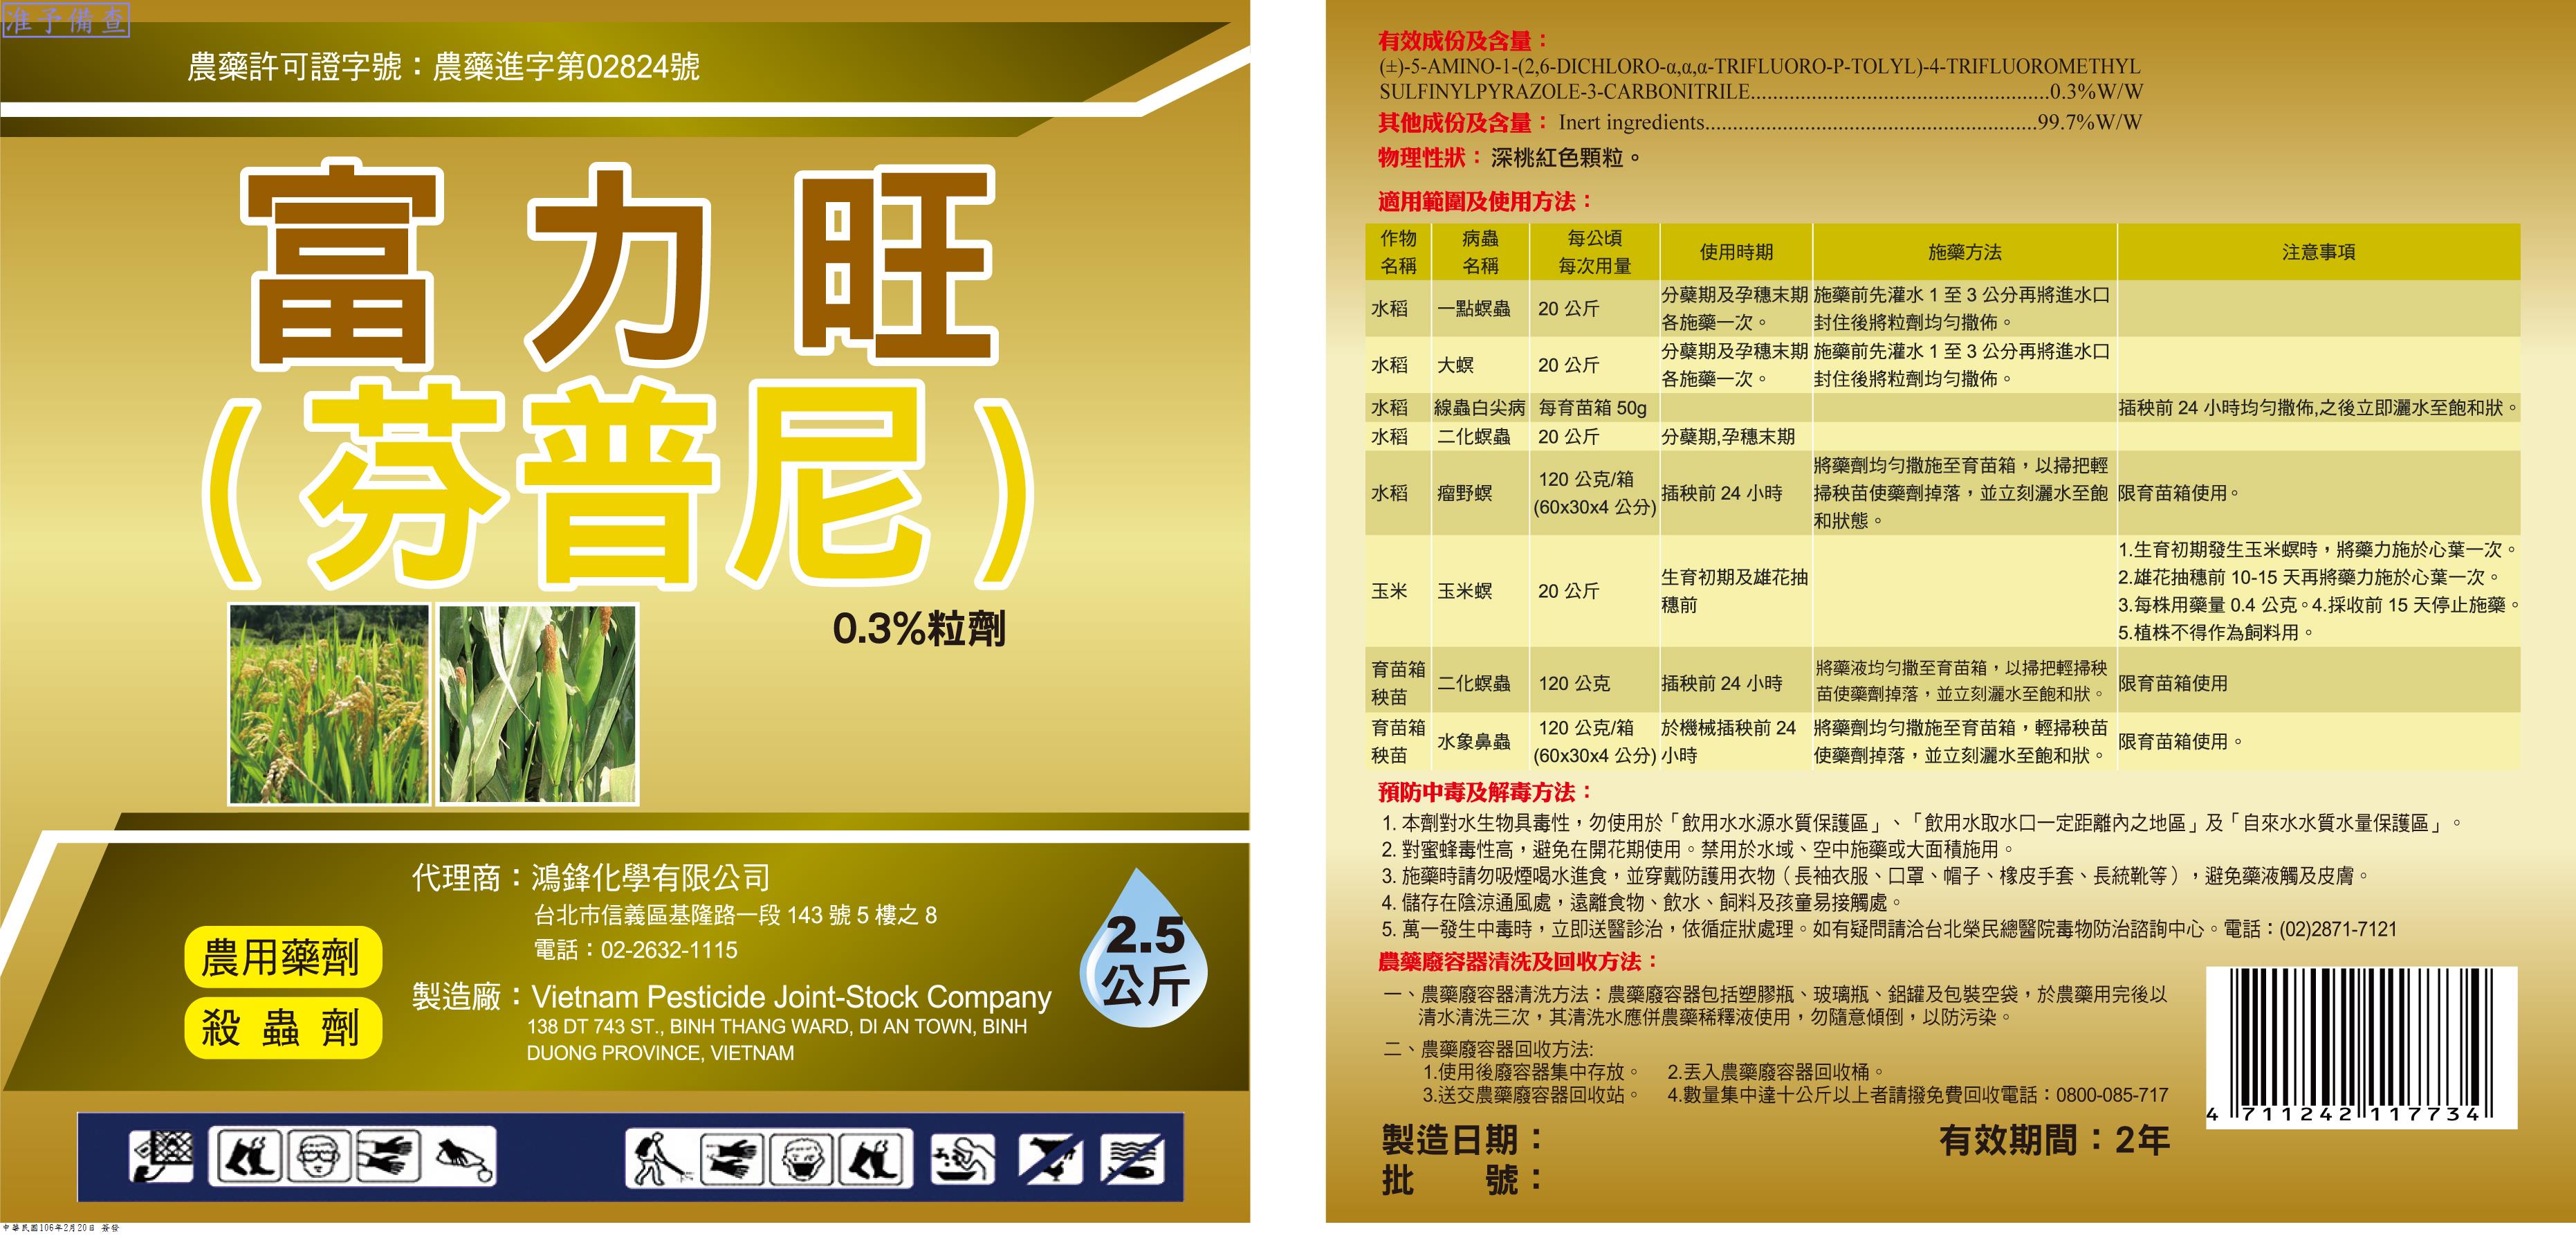 准予備查
農藥許可證字號：農藥進字第02824號
富力旺
（芬普尼）
0.3%粒劑
代理商：鴻鋒化學有限公司
台北市信義區基隆路一段 143 號 5 樓之 8
電話：02-2632-1115
農用藥劑
殺蟲劑
製造廠：Vietnam Pesticide Joint-Stock Company
138 DT 743 ST., BINH THANG WARD, DI AN TOWN, BINH
DUONG PROVINCE, VIETNAM
2.5
公斤
中華民國106年2月20日 簽發
有效成份及含量：
(±)-5-AMINO-1-(2,6-DICHLORO-α,α,α-TRIFLUORO-P-TOLYL)-4-TRIFLUOROMETHYL
SULFINYLPYRAZOLE-3-CARBONITRILE......................................................0.3%W/W
其他成份及含量： Inert ingredients............................................................99.7%W/W
物理性狀：深桃紅色顆粒。
適用範圍及使用方法：
作物名稱 病蟲名稱 每公頃每次用量 使用時期 施藥方法 注意事項
水稻 一點螟蟲 20 公斤 分蘗期及孕穗末期各施藥一次。 施藥前先灌水 1 至 3 公分再將進水口封住後將粒劑均勻撒佈。
水稻 大螟 20 公斤 分蘗期及孕穗末期各施藥一次。 施藥前先灌水 1 至 3 公分再將進水口封住後將粒劑均勻撒佈。
水稻 線蟲白尖病 每育苗箱 50g 插秧前 24 小時均勻撒佈,之後立即灑水至飽和狀。
水稻 二化螟蟲 20 公斤 分蘗期,孕穗末期
水稻 瘤野螟 120 公克/箱(60x30x4 公分) 插秧前 24 小時 將藥劑均勻撒施至育苗箱，以掃把輕掃秧苗使藥劑掉落，並立刻灑水至飽和狀態。 限育苗箱使用。
玉米 玉米螟 20 公斤 生育初期及雄花抽穗前
1.生育初期發生玉米螟時，將藥力施於心葉一次。
2.雄花抽穗前 10-15 天再將藥力施於心葉一次。
3.每株用藥量 0.4 公克。4.採收前 15 天停止施藥。
5.植株不得作為飼料用。
育苗箱秧苗 二化螟蟲 120 公克 插秧前 24 小時 將藥液均勻撒至育苗箱，以掃把輕掃秧苗使藥劑掉落，並立刻灑水至飽和狀。 限育苗箱使用
育苗箱秧苗 水象鼻蟲 120 公克/箱(60x30x4 公分) 於機械插秧前 24 小時 將藥劑均勻撒施至育苗箱，輕掃秧苗使藥劑掉落，並立刻灑水至飽和狀。 限育苗箱使用。
預防中毒及解毒方法：
1. 本劑對水生物具毒性，勿使用於「飲用水水源水質保護區」、「飲用水取水口一定距離內之地區」及「自來水水質水量保護區」。
2. 對蜜蜂毒性高，避免在開花期使用。禁用於水域、空中施藥或大面積施用。
3. 施藥時請勿吸煙喝水進食，並穿戴防護用衣物（長袖衣服、口罩、帽子、橡皮手套、長統靴等），避免藥液觸及皮膚。
4. 儲存在陰涼通風處，遠離食物、飲水、飼料及孩童易接觸處。
5. 萬一發生中毒時，立即送醫診治，依循症狀處理。如有疑問請洽台北榮民總醫院毒物防治諮詢中心。電話：(02)2871-7121
農藥廢容器清洗及回收方法：
一、農藥廢容器清洗方法：農藥廢容器包括塑膠瓶、玻璃瓶、鋁罐及包裝空袋，於農藥用完後以
清水清洗三次，其清洗水應併農藥稀釋液使用，勿隨意傾倒，以防污染。
二、農藥廢容器回收方法:
1.使用後廢容器集中存放。 2.丟入農藥廢容器回收桶。
3.送交農藥廢容器回收站。 4.數量集中達十公斤以上者請撥免費回收電話：0800-085-717
4 711242 117734
製造日期： 有效期間：2年
批 號：